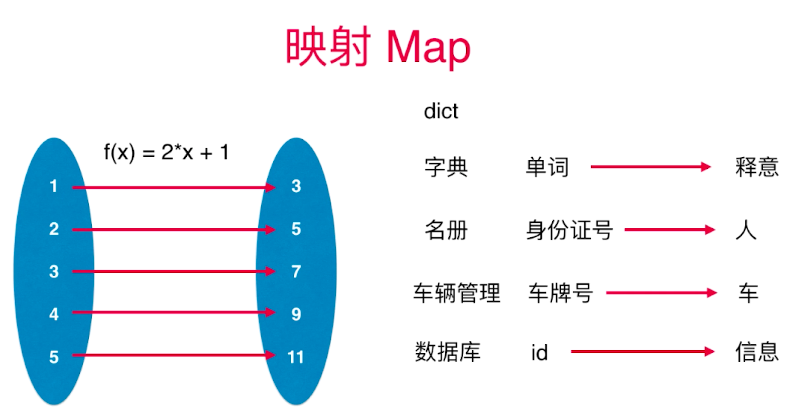 映射 Map
f(x) = 2*x + 1
1 3
2 5
3 7
4 9
5 11
dict
字典 单词 释意
名册 身份证号 人
车辆管理 车牌号 车
数据库 id 信息